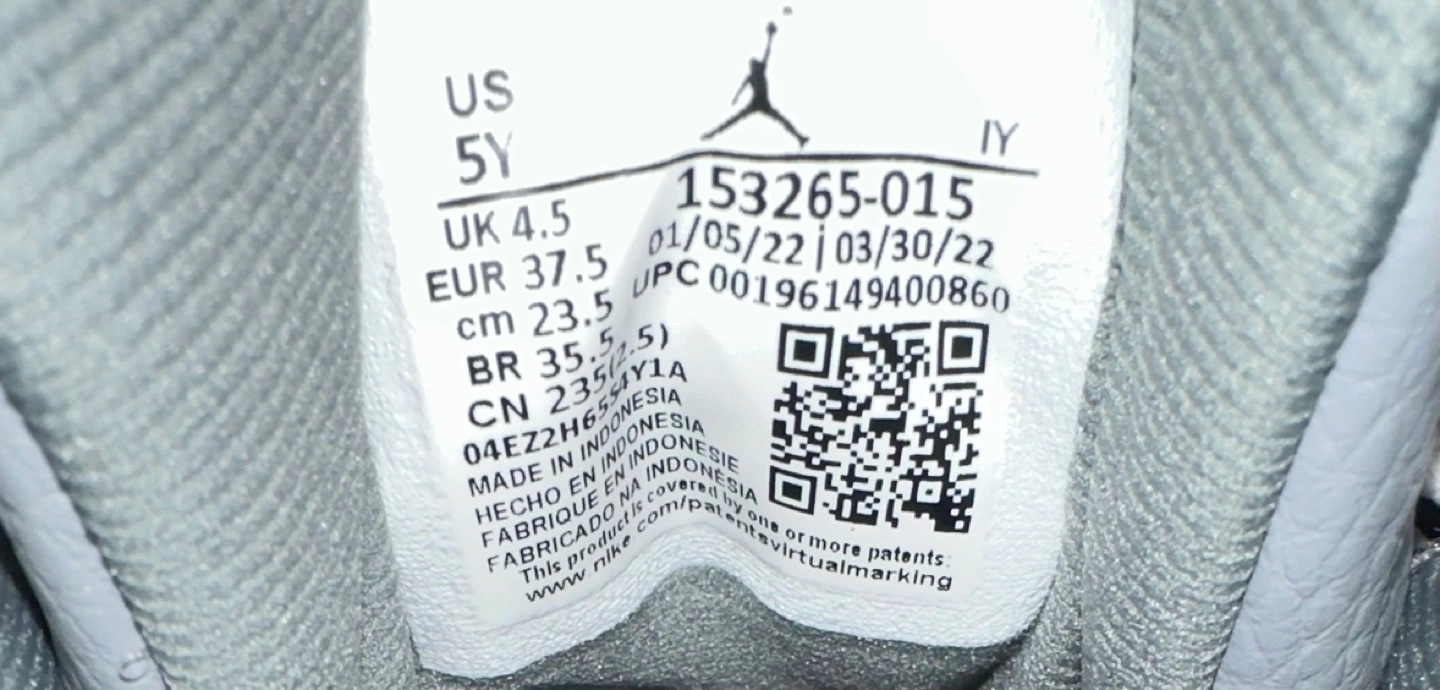 US
5Y
IY
UK 4.5
EUR 37.5
cm 23.5
BR 35.5
CN 235(2.5)
153265-015
01/05/22 | 03/30/22
UPC 00196149400860
MADE IN INDONESIA
HECHO EN INDONESIA
FABRIQUE EN INDONESIE
FABRICADO NA INDONÉSIA
This product is covered by one or more patents:
www.nike.com/patentsvirtualmarking